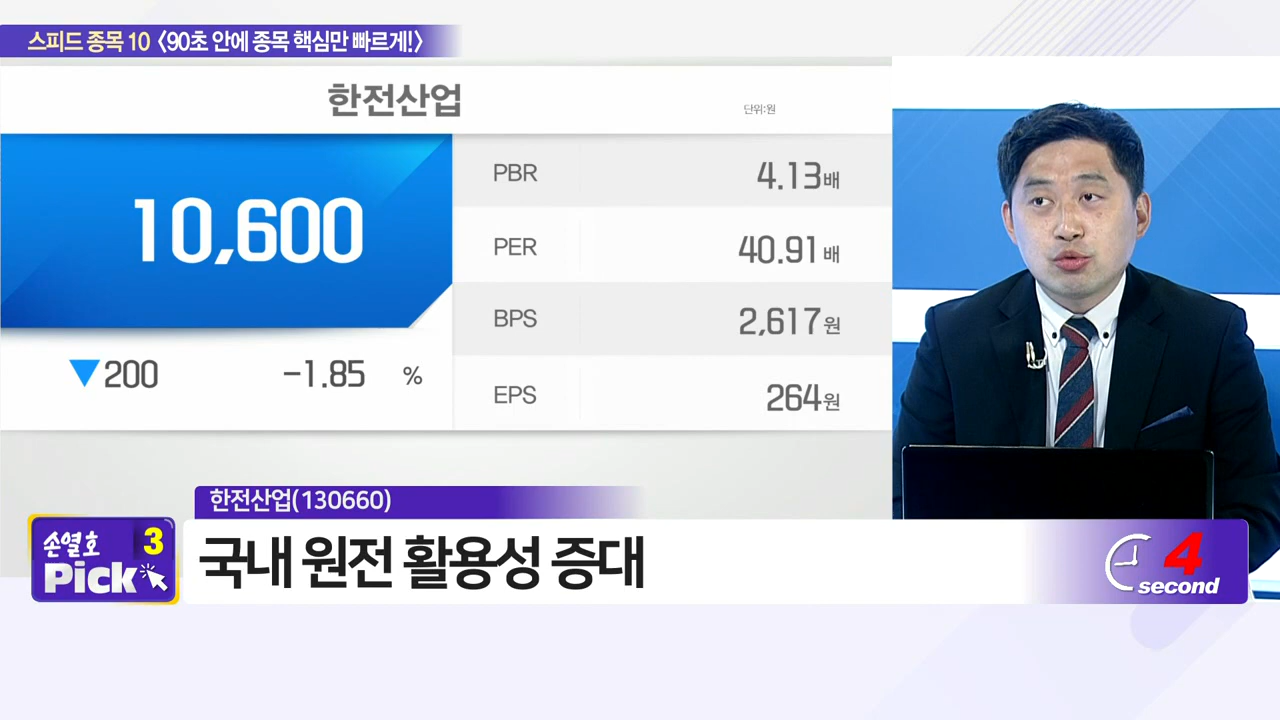 스피드 종목 10 〈90초 안에 종목 핵심만 빠르게!〉
한전산업
단위:원
10,600
▼200 -1.85 %
PBR 4.13배
PER 40.91배
BPS 2,617원
EPS 264원
한전산업(130660)
손열호 3
Pick
국내 원전 활용성 증대
4
second